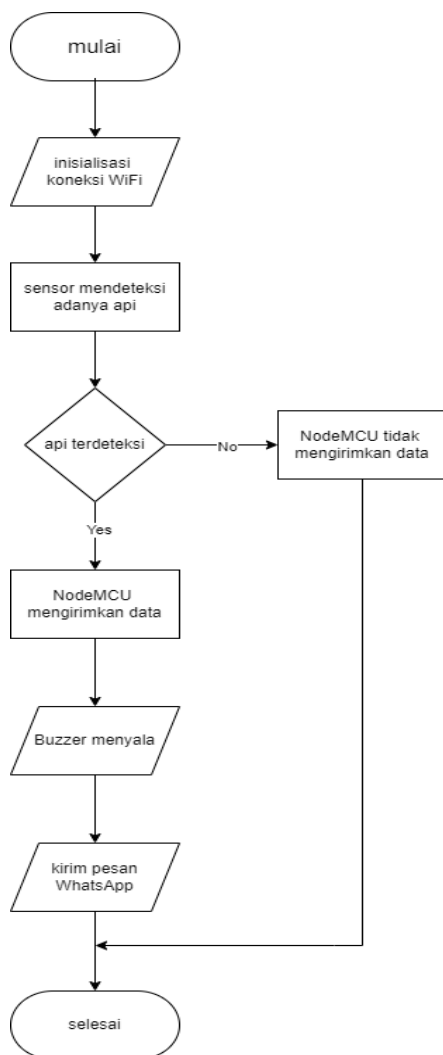 mulai
inisialisasi
koneksi WiFi
sensor mendeteksi
adanya api
api terdeteksi
No
NodeMCU tidak
mengirimkan data
Yes
NodeMCU
mengirimkan data
Buzzer menyala
kirim pesan
WhatsApp
selesai